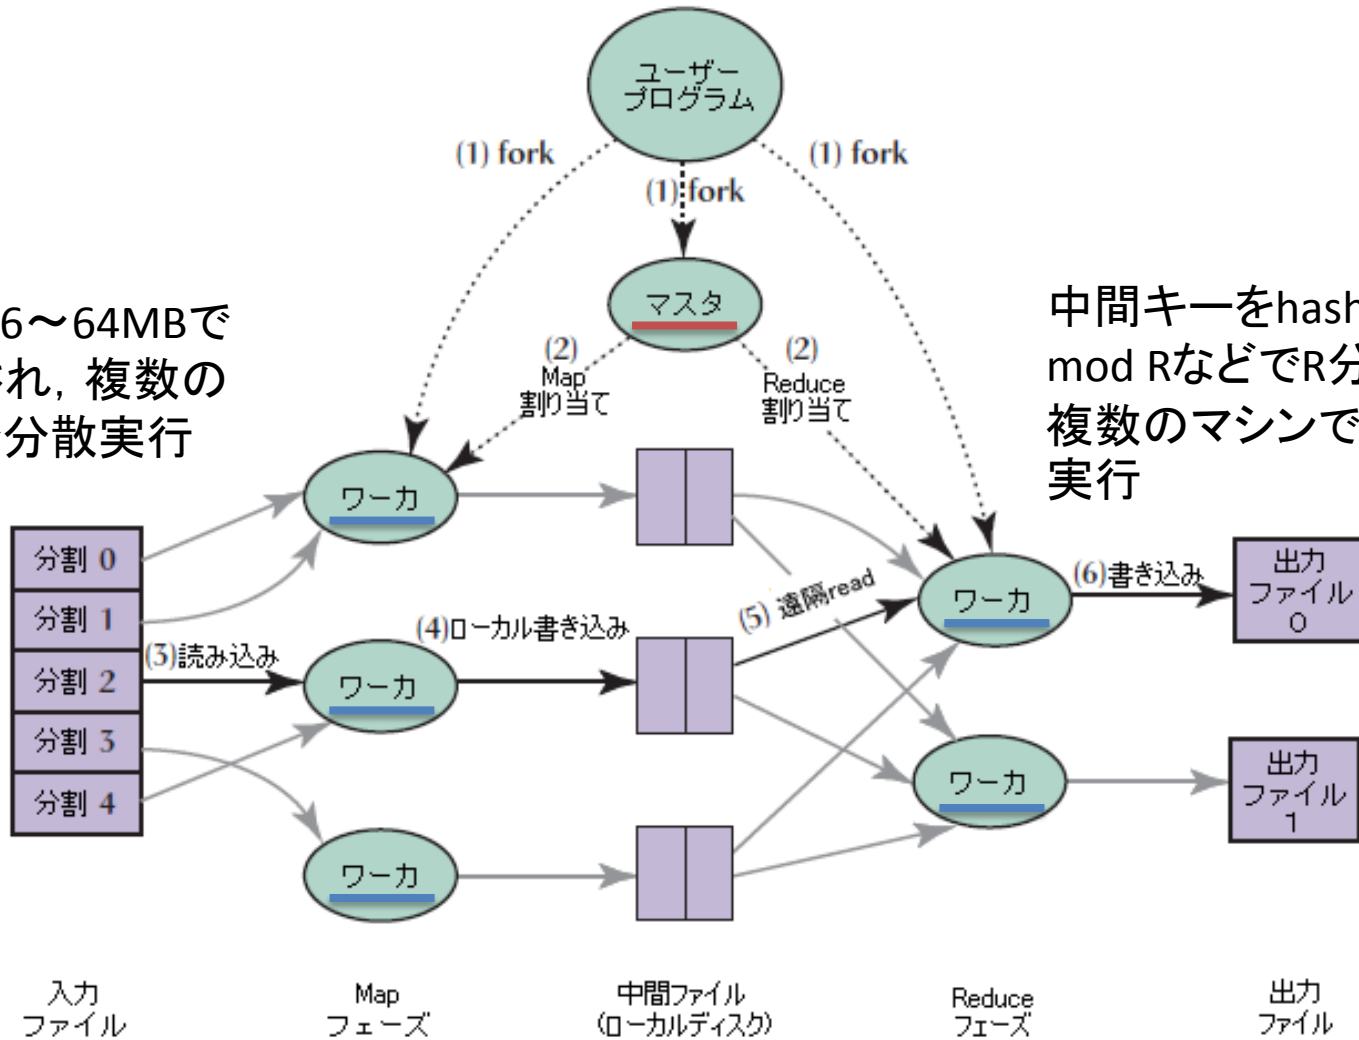 ユーザー
プログラム
(1) fork
(1) fork
(1) fork
マスタ
6～64MBで
れ，複数の
分散実行
(2)
Map
割り当て
(2)
Reduce
割り当て
中間キーをhash
mod RなどでR分
複数のマシンで
実行
分割 0
分割 1
分割 2
分割 3
分割 4
(3)読み込み
ワーカ
ワーカ
ワーカ
(4)ローカル書き込み
(5) 遠隔read
ワーカ
ワーカ
(6)書き込み
出力
ファイル
0
出力
ファイル
1
入力
ファイル
Map
フェーズ
中間ファイル
(ローカルディスク)
Reduce
フェーズ
出力
ファイル